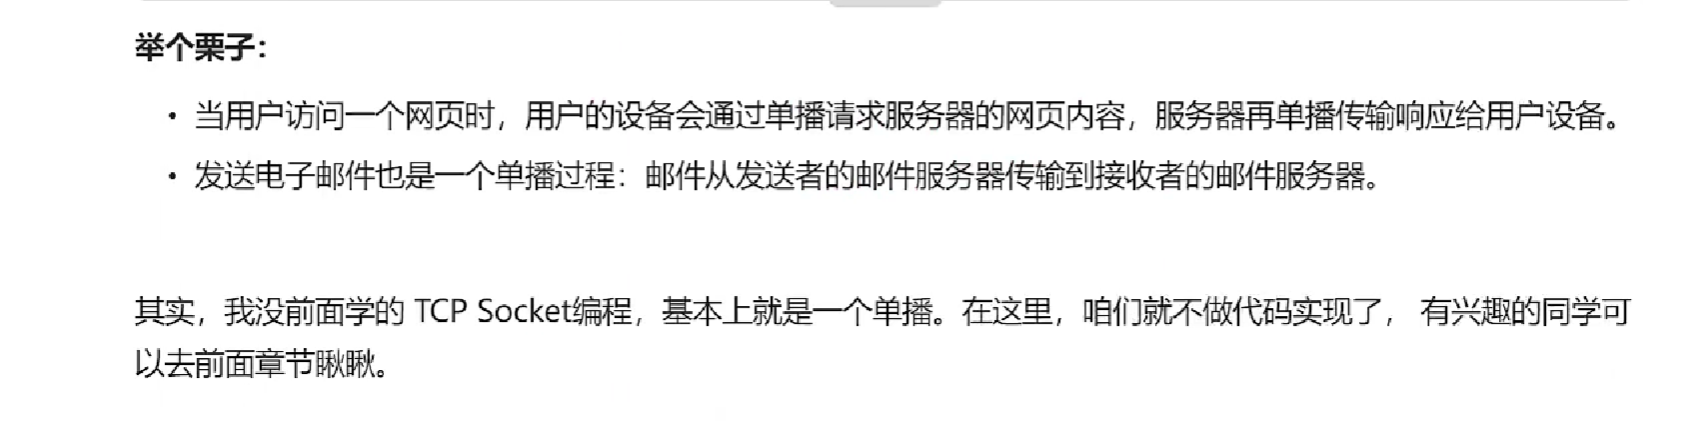 举个栗子：
• 当用户访问一个网页时，用户的设备会通过单播请求服务器的网页内容，服务器再单播传输响应给用户设备。
• 发送电子邮件也是一个单播过程：邮件从发送者的邮件服务器传输到接收者的邮件服务器。
其实，我没前面学的 TCP Socket编程，基本上就是一个单播。在这里，咱们就不做代码实现了， 有兴趣的同学可
以去前面章节瞅瞅。